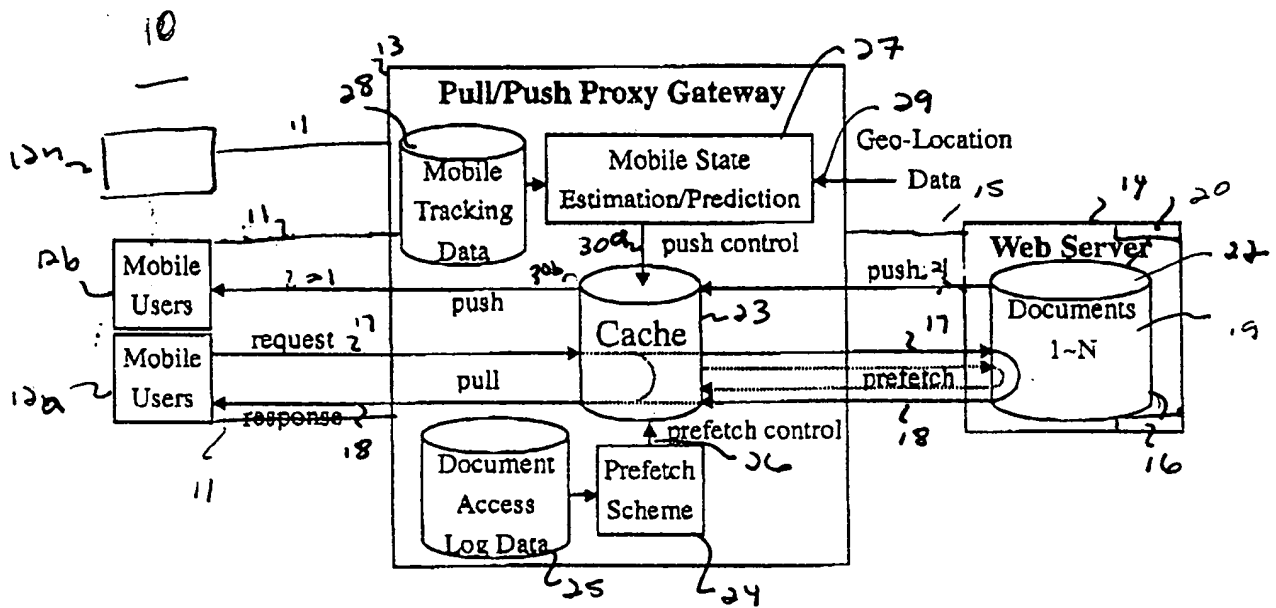 10
13
27
28
Pull/Push Proxy Gateway
29
11
Geo-Location
12n
Mobile
Tracking
Data
Mobile State
Estimation/Prediction
Data
15
14
20
11
30a
push control
Web Server
22
12b
Mobile
Users
21
push
30b
push
21
Documents
1~N
19
23
Cache
request
17
17
Mobile
Users
pull
prefetch
12a
response
18
prefetch control
18
16
11
26
Document
Access
Log Data
Prefetch
Scheme
25
24